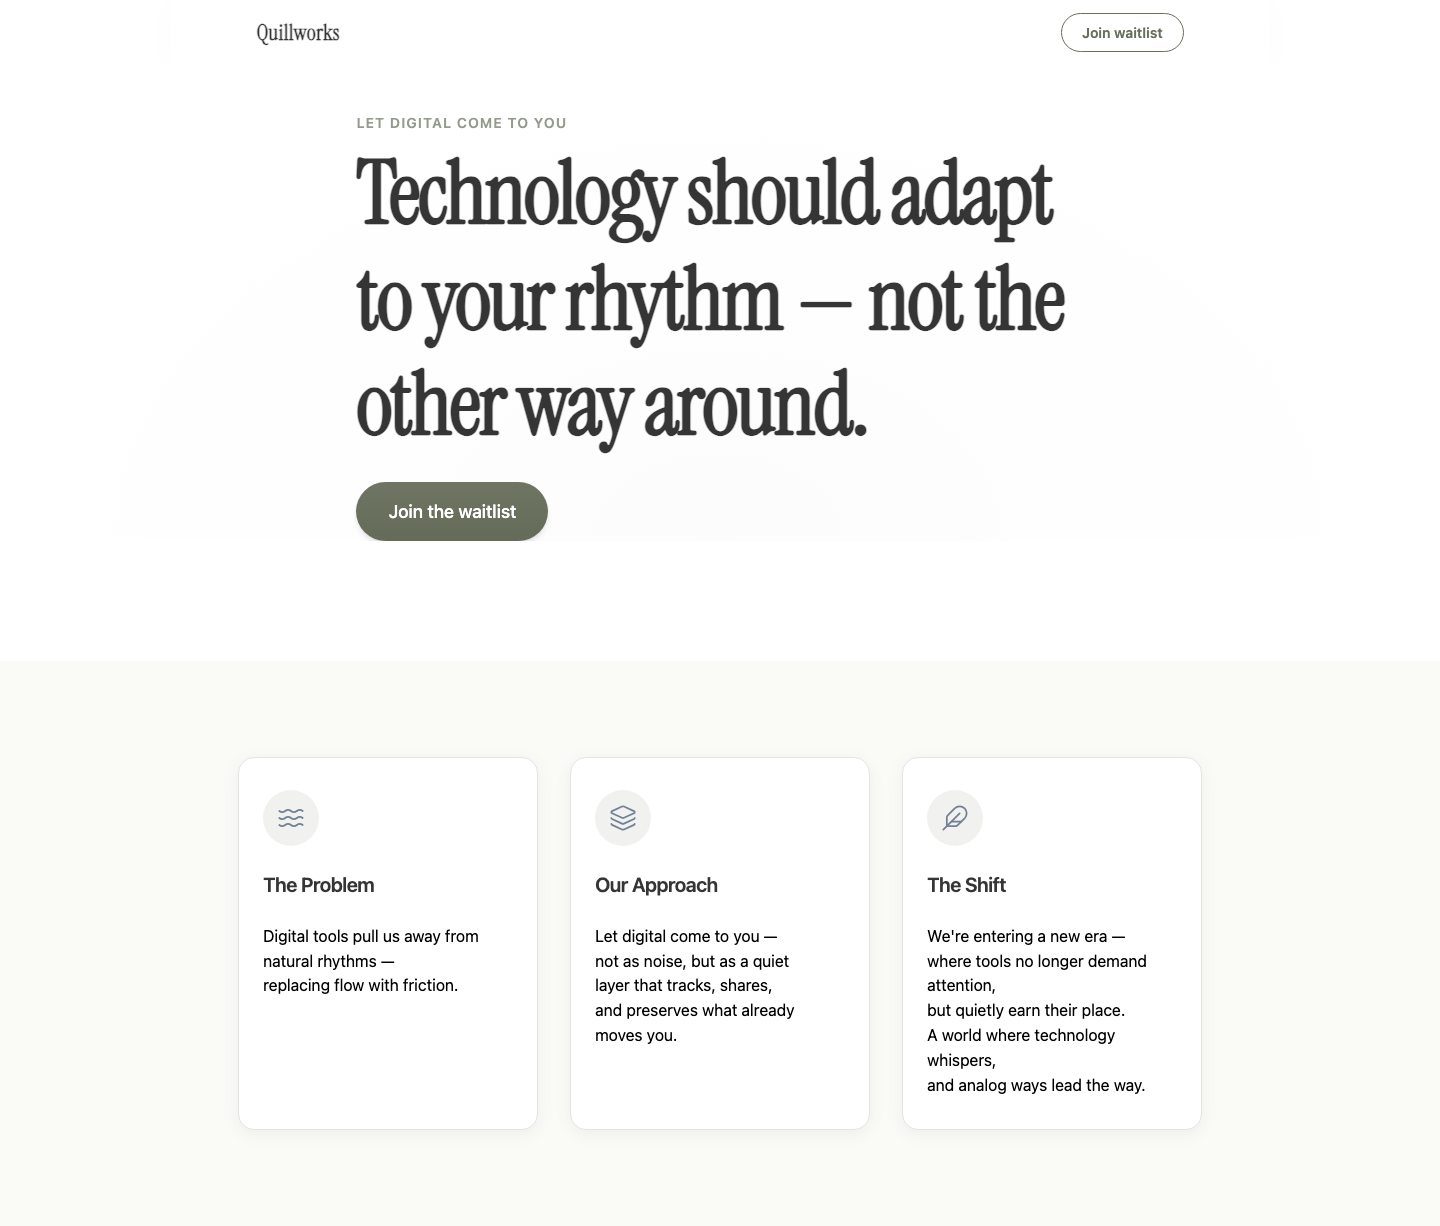 Quillworks
Join waitlist
LET DIGITAL COME TO YOU
Technology should adapt
to your rhythm — not the
other way around.
Join the waitlist
The Problem
Digital tools pull us away from
natural rhythms —
replacing flow with friction.
Our Approach
Let digital come to you —
not as noise, but as a quiet
layer that tracks, shares,
and preserves what already
moves you.
The Shift
We're entering a new era —
where tools no longer demand
attention,
but quietly earn their place.
A world where technology
whispers,
and analog ways lead the way.